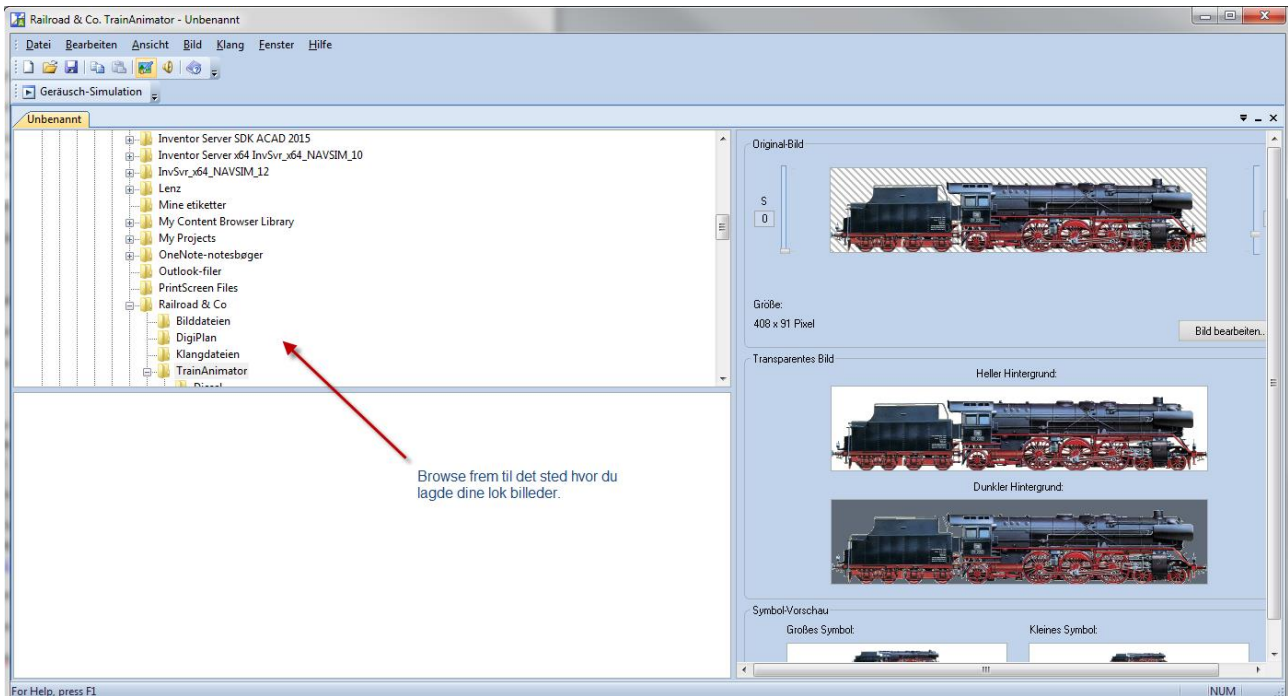 Railroad & Co. TrainAnimator - Unbenannt
Datei Bearbeiten Ansicht Bild Klang Fenster Hilfe
Geräusch-Simulation
Unbenannt
Inventor Server SDK ACAD 2015
Inventor Server x64 InvSvr_x64_NAVSIM_10
InvSvr_x64_NAVSIM_12
Lenz
Mine etiketter
My Content Browser Library
My Projects
OneNote-notesbøger
Outlook-filer
PrintScreen Files
Railroad & Co
Bilddateien
DigiPlan
Klangdateien
TrainAnimator
Diesel
Browse frem til det sted hvor du
lagde dine lok billeder.
Original-Bild
S
0
Größe:
408 x 91 Pixel
Bild bearbeiten..
Transparentes Bild
Heller Hintergrund:
Dunkler Hintergrund:
Symbol-Vorschau
Großes Symbol: Kleines Symbol:
For Help, press F1
NUM